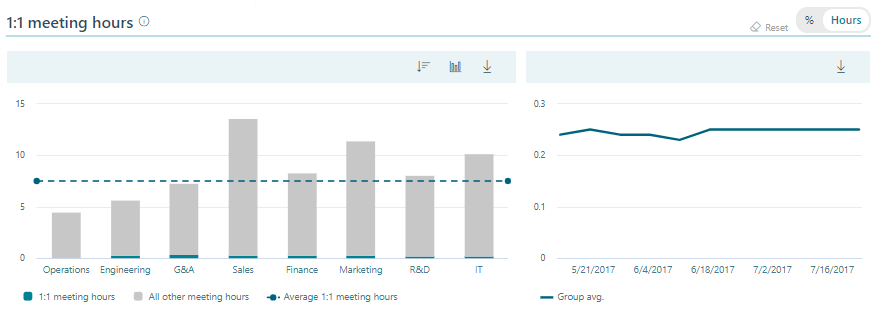 1:1 meeting hours
Reset
% Hours
15
10
5
0
Operations Engineering G&A Sales Finance Marketing R&D IT
1:1 meeting hours All other meeting hours Average 1:1 meeting hours
0.3
0.2
0.1
0
5/21/2017 6/4/2017 6/18/2017 7/2/2017 7/16/2017
Group avg.